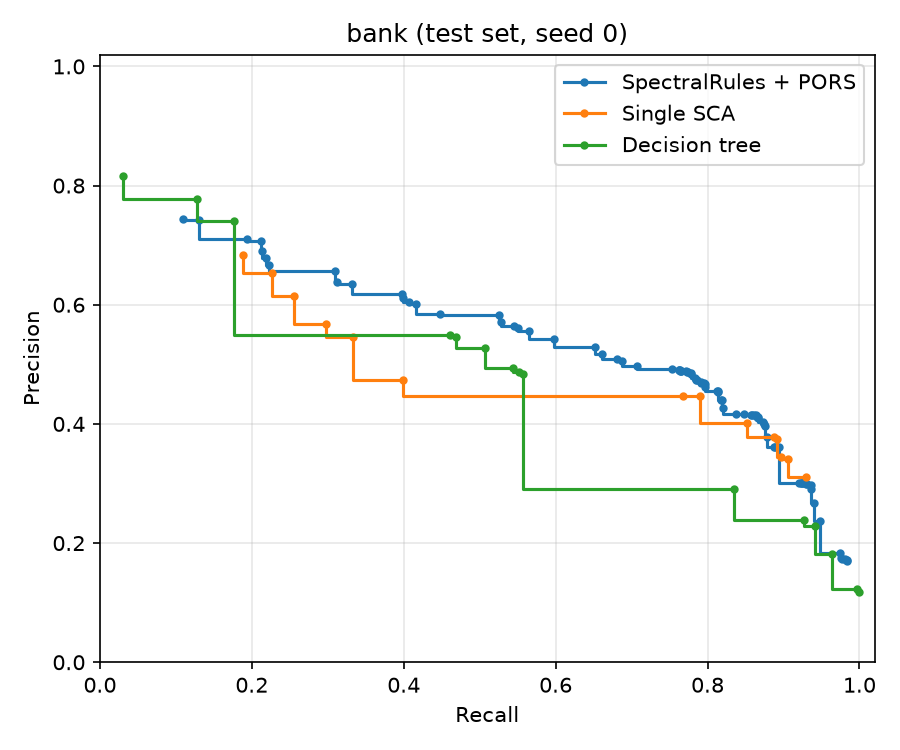 bank (test set, seed 0)
SpectralRules + PORS
Single SCA
Decision tree
Precision
1.0
0.8
0.6
0.4
0.2
0.0
0.0 0.2 0.4 0.6 0.8 1.0
Recall